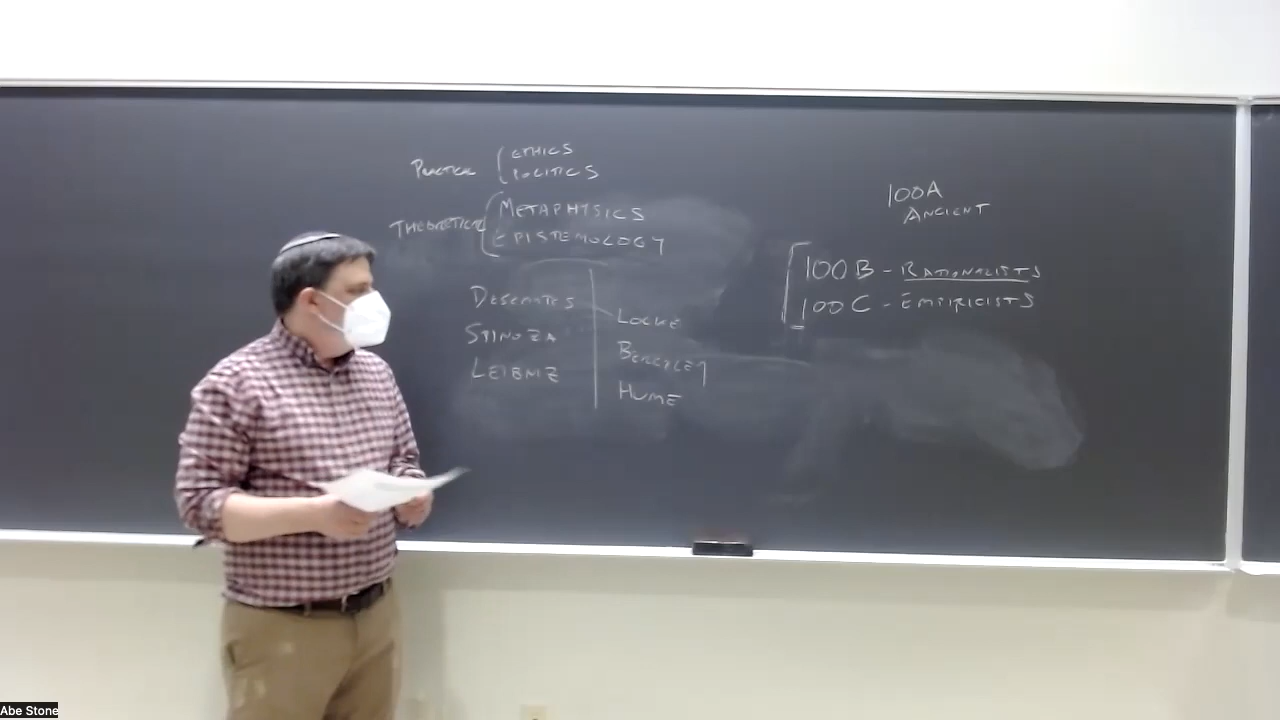 PRACTICAL { ETHICS
POLITICS
THEORETICAL { METAPHYSICS
EPISTEMOLOGY
DESCARTES
SPINOZA
LEIBNIZ
LOCKE
BERKELEY
HUME
100A
ANCIENT
100B - RATIONALISTS
100C - EMPIRICISTS
Abe Stone